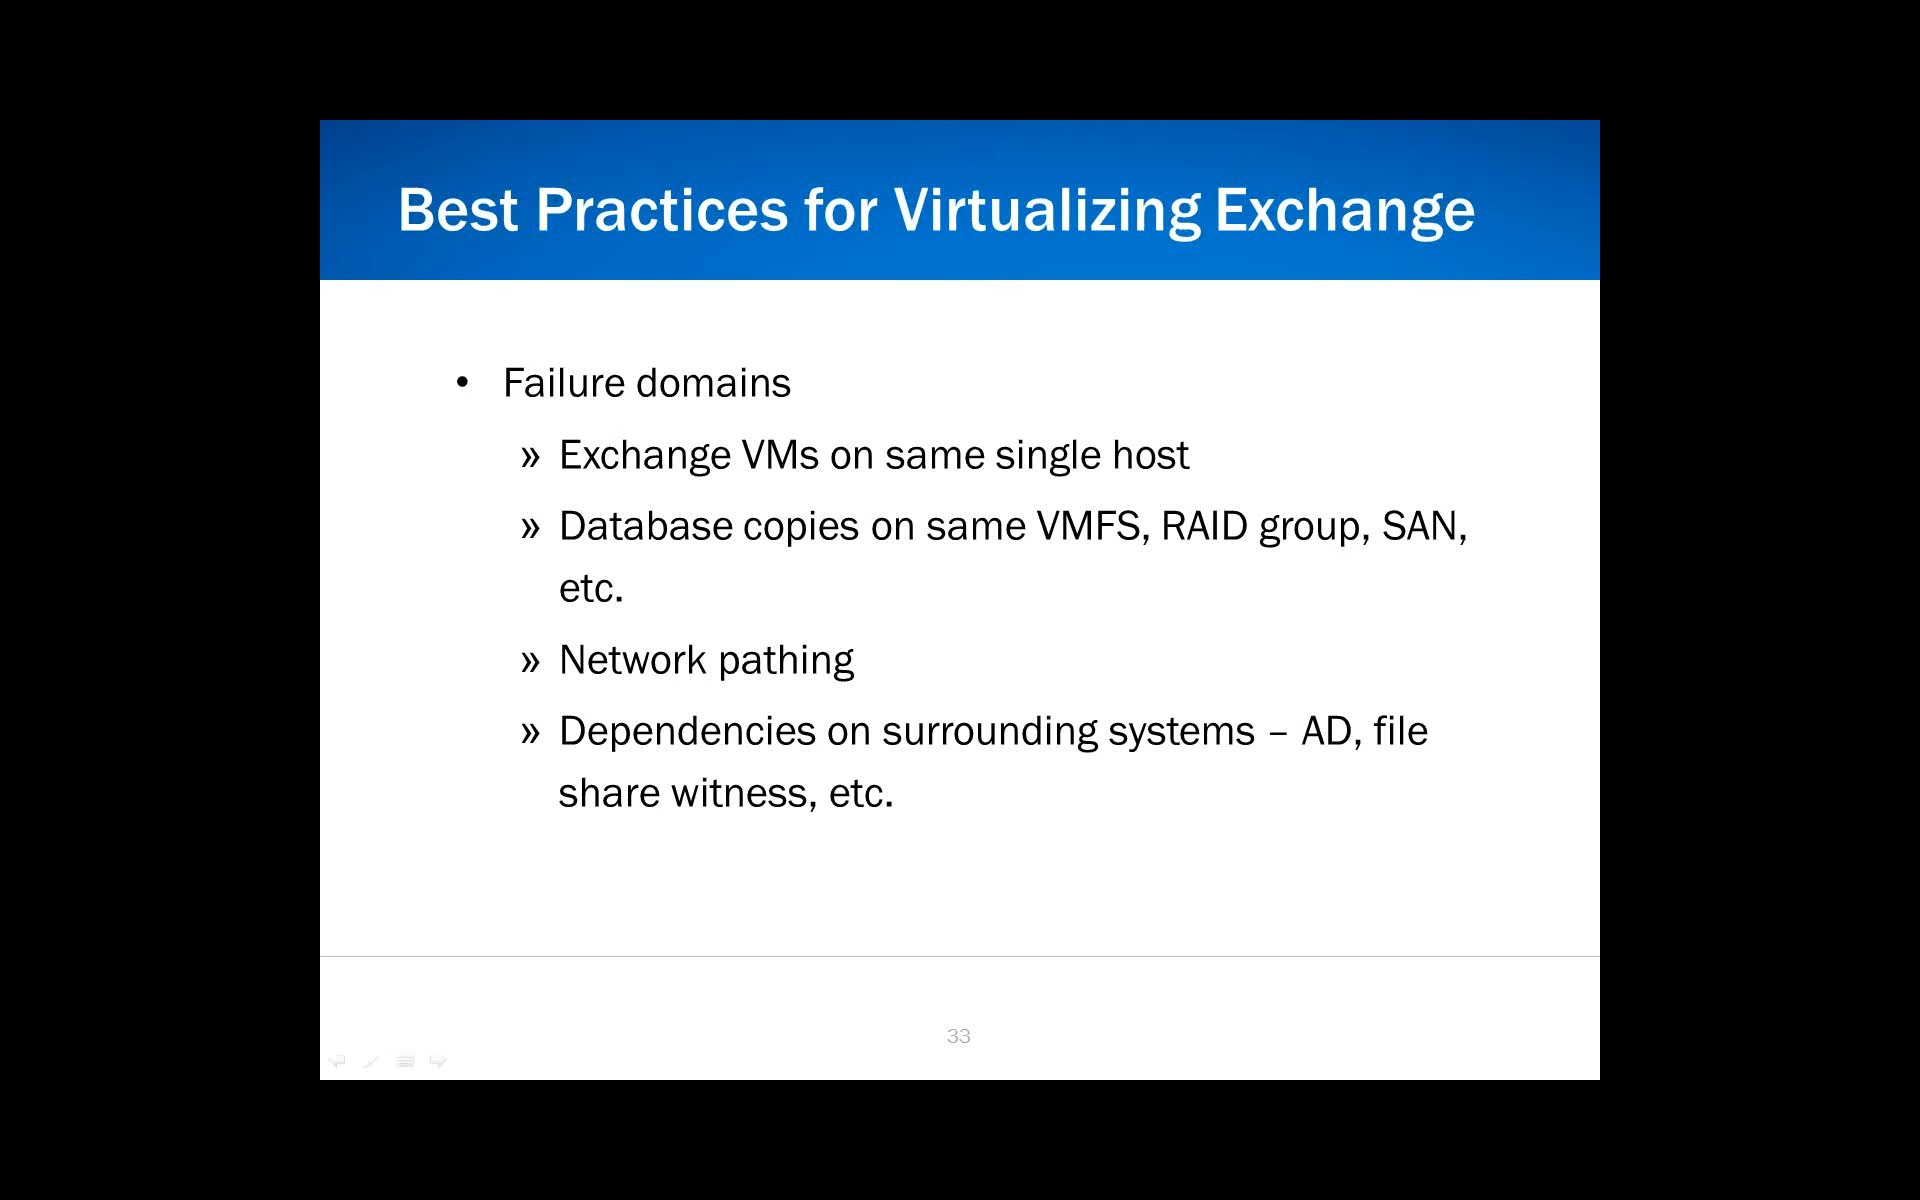 Best Practices for Virtualizing Exchange
• Failure domains
» Exchange VMs on same single host
» Database copies on same VMFS, RAID group, SAN,
etc.
» Network pathing
» Dependencies on surrounding systems – AD, file
share witness, etc.
33